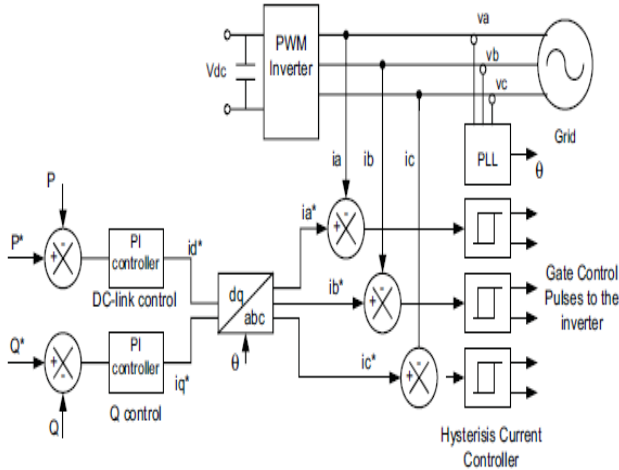 va
PWM
Inverter
Vdc
vb
vc
Grid
PLL
θ
ia
ib
ic
P
P*
+
-
PI
controller
DC-link control
id*
ia*
+
-
dq
abc
θ
ib*
+
-
Gate Control
Pulses to the
inverter
Q*
+
-
Q
PI
controller
iq*
Q control
ic*
+
-
Hysterisis Current
Controller